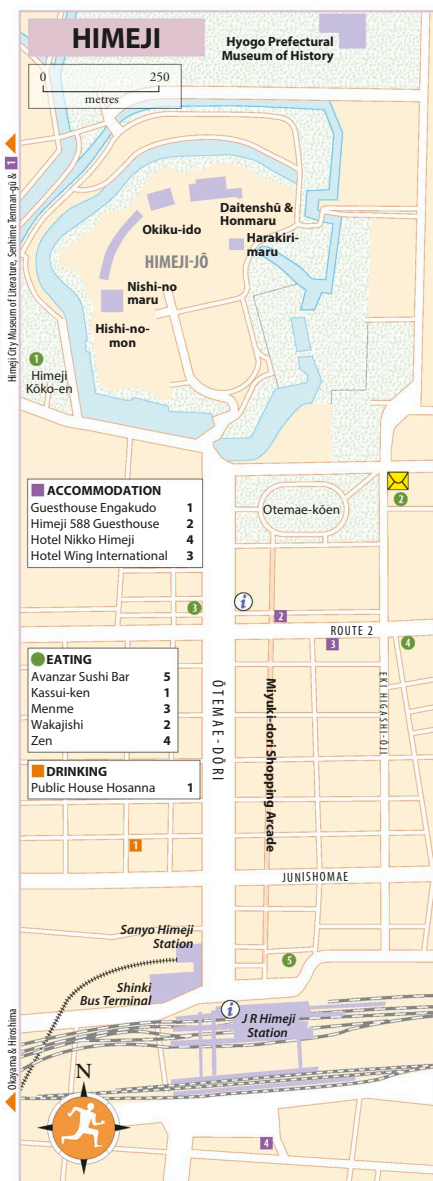 HIMEJI
0 250
metres
Hyogo Prefectural
Museum of History
Himeji City Museum of Literature, Senhime Tenman-gū & 1
Daitenshū &
Honmaru
Okiku-ido
Harakiri-
maru
HIMEJI-JŌ
Nishi-no
maru
Hishi-no-
mon
1
Himeji
Kōko-en
ACCOMMODATION
Guesthouse Engakudo 1
Himeji 588 Guesthouse 2
Hotel Nikko Himeji 4
Hotel Wing International 3
Otemae-kōen
2
i
3
2
ROUTE 2
3
4
EATING
Avanzar Sushi Bar 5
Kassui-ken 1
Menme 3
Wakajishi 2
Zen 4
ŌTEMAE-DŌRI
Miyuki-dori Shopping Arcade
EKI HIGASHI-ŌJI
DRINKING
Public House Hosanna 1
1
JUNISHOMAE
Sanyo Himeji
Station
5
Shinki
Bus Terminal
i
J R Himeji
Station
Okayama & Hiroshima
N
4